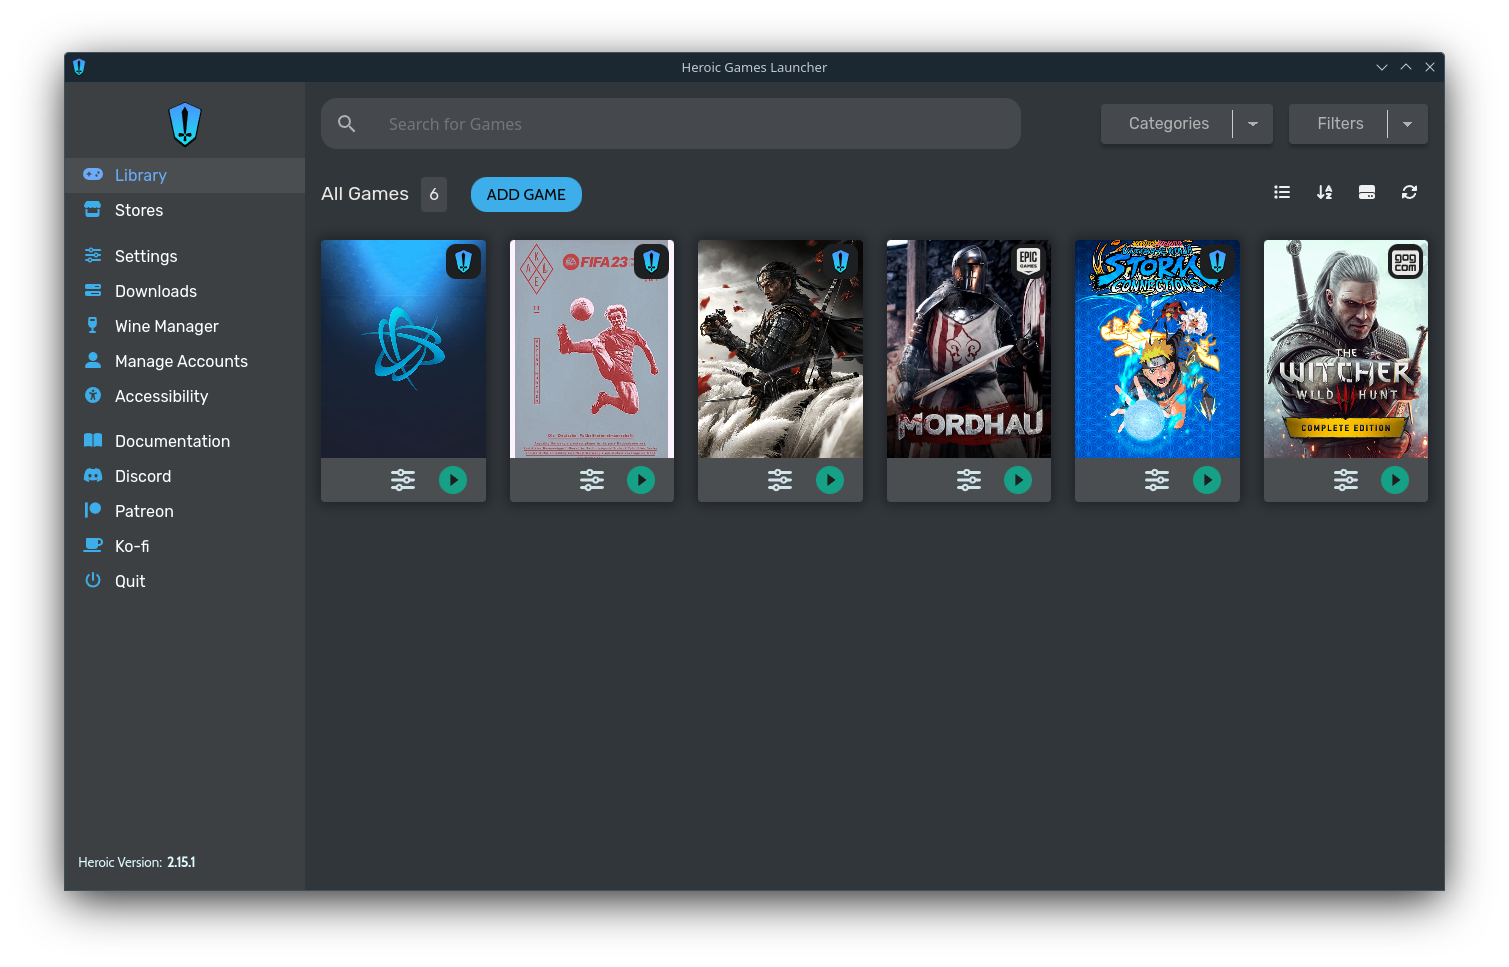 Heroic Games Launcher
Search for Games
Categories
Filters
Library
Stores
Settings
Downloads
Wine Manager
Manage Accounts
Accessibility
Documentation
Discord
Patreon
Ko-fi
Quit
All Games 6 ADD GAME
FIFA 23
EPIC
GAMES
MORDHAU
STORM
CONNECTIONS
gog
com
THE
WITCHER
WILD HUNT
COMPLETE EDITION
Heroic Version: 2.15.1